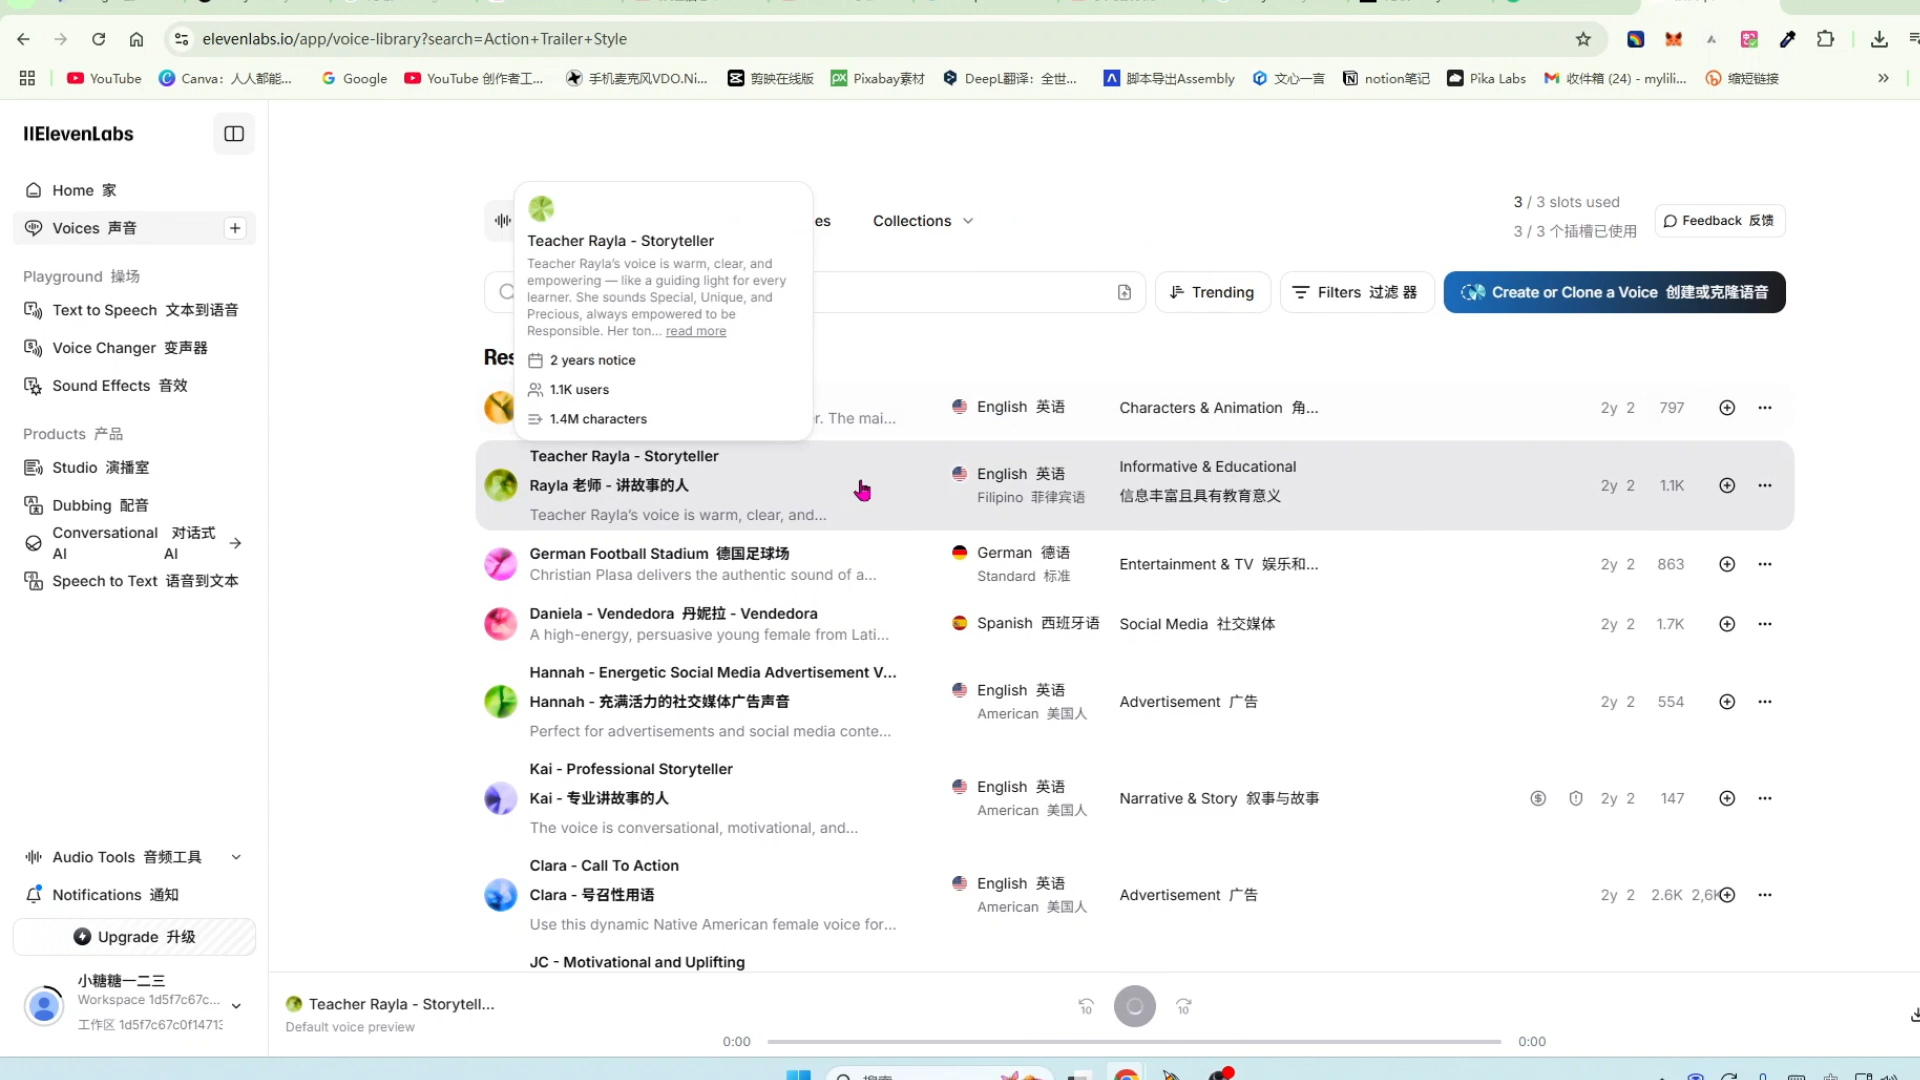 elevenlabs.io/app/voice-library?search=Action+Trailer+Style
YouTube
Canva：人人都能...
Google
YouTube 创作者工...
手机麦克风VDO.Ni...
剪映在线版
Pixabay素材
DeepL翻译：全世...
脚本导出Assembly
文心一言
notion笔记
Pika Labs
收件箱 (24) - mylili...
缩短链接
IIElevenLabs
Home 家
Voices 声音
Playground 操场
Text to Speech 文本到语音
Voice Changer 变声器
Sound Effects 音效
Products 产品
Studio 演播室
Dubbing 配音
Conversational AI 对话式 AI
Speech to Text 语音到文本
Audio Tools 音频工具
Notifications 通知
Upgrade 升级
小糖糖一二三
Workspace 1d5f7c67c...
工作区 1d5f7c67c0f14713
es
Collections
3 / 3 slots used
3 / 3 个插槽已使用
Feedback 反馈
Trending
Filters 过滤 器
Create or Clone a Voice 创建或克隆语音
Teacher Rayla - Storyteller
Teacher Rayla’s voice is warm, clear, and
empowering — like a guiding light for every
learner. She sounds Special, Unique, and
Precious, always empowered to be
Responsible. Her ton... read more
2 years notice
1.1K users
1.4M characters
Res
r. The mai...
English 英语
Characters & Animation 角...
2y 2
797
Teacher Rayla - Storyteller
Rayla 老师 - 讲故事的人
Teacher Rayla’s voice is warm, clear, and...
English 英语
Filipino 菲律宾语
Informative & Educational
信息丰富且具有教育意义
2y 2
1.1K
German Football Stadium 德国足球场
Christian Plasa delivers the authentic sound of a...
German 德语
Standard 标准
Entertainment & TV 娱乐和...
2y 2
863
Daniela - Vendedora 丹妮拉 - Vendedora
A high-energy, persuasive young female from Lati...
Spanish 西班牙语
Social Media 社交媒体
2y 2
1.7K
Hannah - Energetic Social Media Advertisement V...
Hannah - 充满活力的社交媒体广告声音
Perfect for advertisements and social media conte...
English 英语
American 美国人
Advertisement 广告
2y 2
554
Kai - Professional Storyteller
Kai - 专业讲故事的人
The voice is conversational, motivational, and...
English 英语
American 美国人
Narrative & Story 叙事与故事
2y 2
147
Clara - Call To Action
Clara - 号召性用语
Use this dynamic Native American female voice for...
English 英语
American 美国人
Advertisement 广告
2y 2
2.6K 2,6K
JC - Motivational and Uplifting
Teacher Rayla - Storytell...
Default voice preview
10
10
0:00
0:00